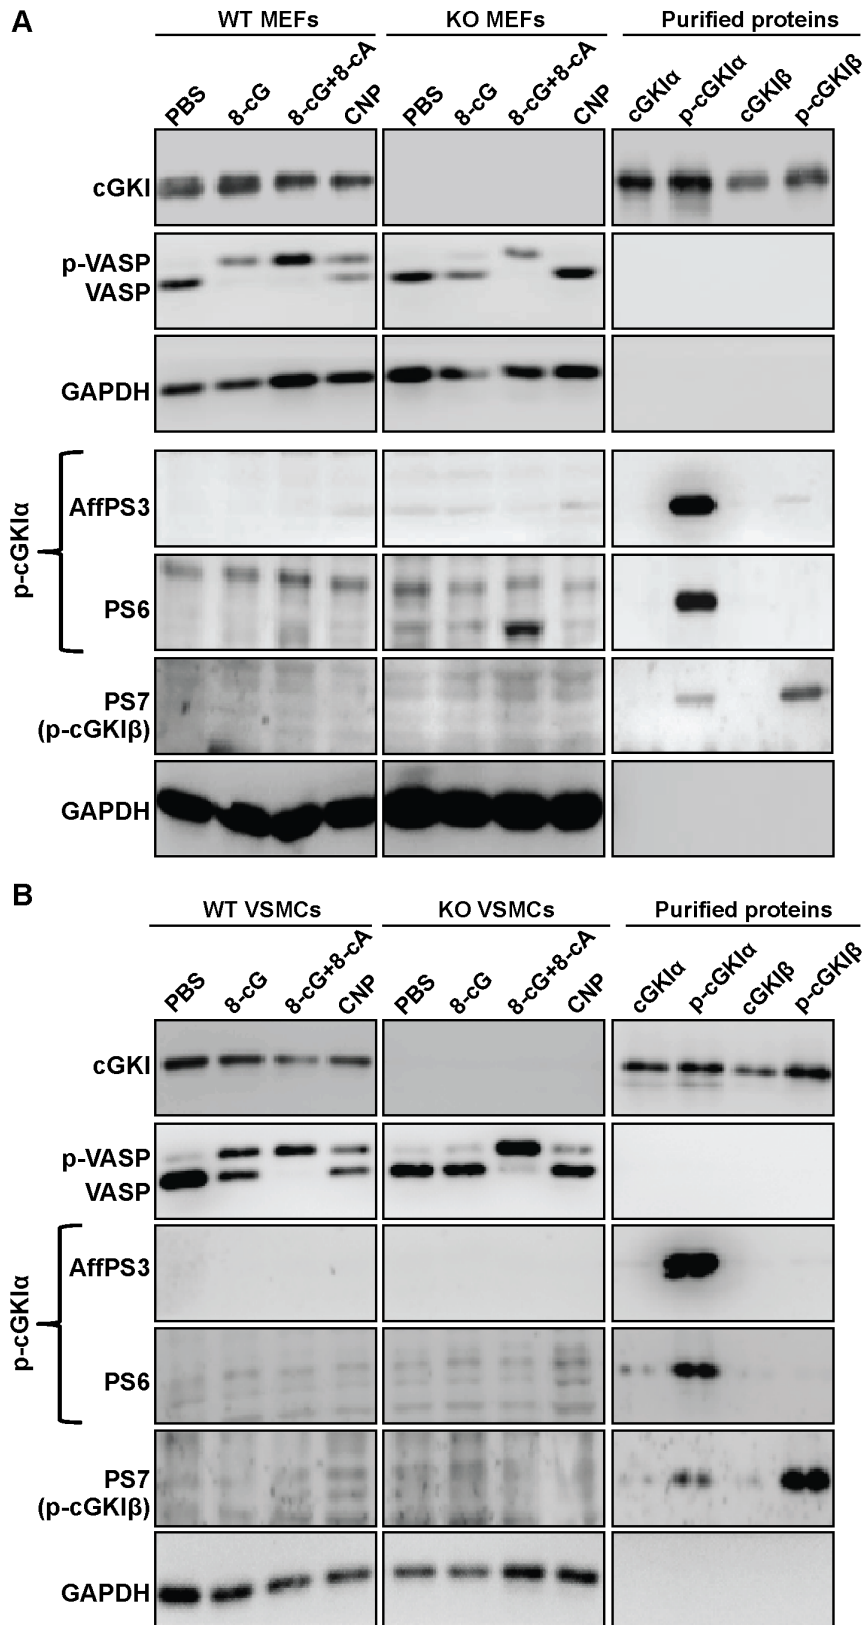 A
WT MEFs KO MEFs Purified proteins
PBS 8-cG 8-cG+8-cA CNP PBS 8-cG 8-cG+8-cA CNP cGKIα p-cGKIα cGKIβ p-cGKIβ
cGKI
p-VASP
VASP
GAPDH
p-cGKIα
AffPS3
PS6
PS7
(p-cGKIβ)
GAPDH
B
WT VSMCs KO VSMCs Purified proteins
PBS 8-cG 8-cG+8-cA CNP PBS 8-cG 8-cG+8-cA CNP cGKIα p-cGKIα cGKIβ p-cGKIβ
cGKI
p-VASP
VASP
p-cGKIα
AffPS3
PS6
PS7
(p-cGKIβ)
GAPDH